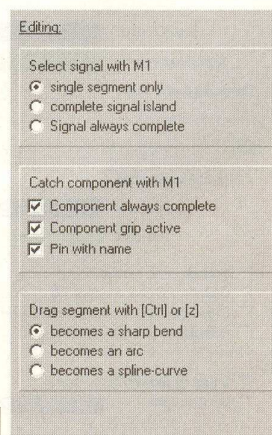 Editing:
Select signal with M1
single segment only
complete signal island
Signal always complete
Catch component with M1
Component always complete
Component grip active
Pin with name
Drag segment with [Ctrl] or [z]
becomes a sharp bend
becomes an arc
becomes a spline-curve